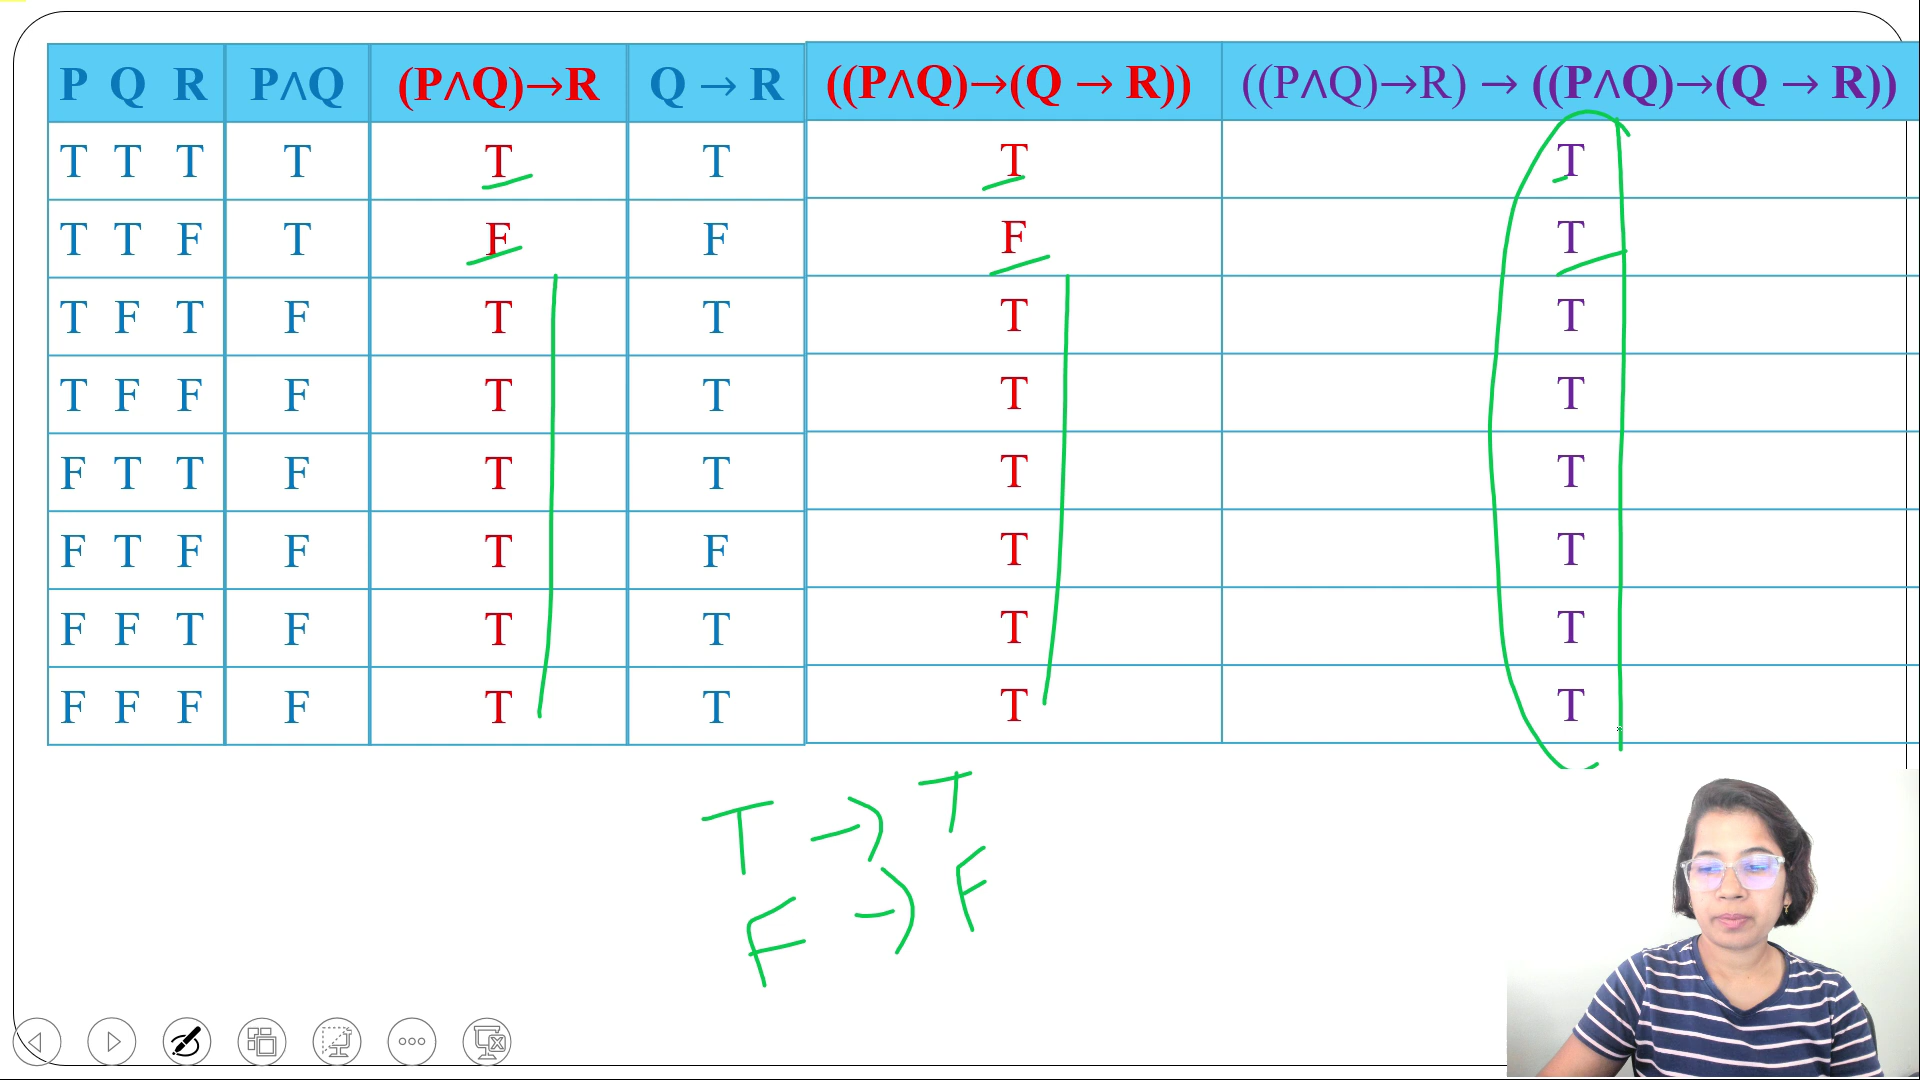 P Q R P∧Q (P∧Q)→R Q → R ((P∧Q)→(Q → R)) ((P∧Q)→R) → ((P∧Q)→(Q → R))
T T T T T T T T
T T F T F F F T
T F T F T T T T
T F F F T T T T
F T T F T T T T
F T F F T F T T
F F T F T T T T
F F F F T T T T
T → T
F → F